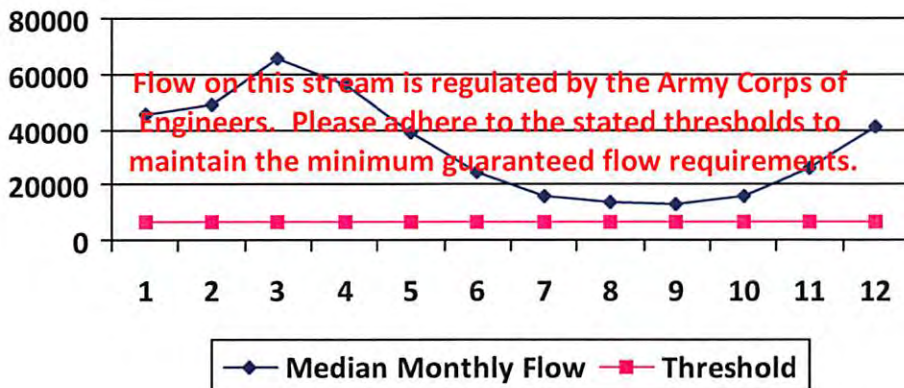 80000
60000
40000
20000
0
Flow on this stream is regulated by the Army Corps of
Engineers. Please adhere to the stated thresholds to
maintain the minimum guaranteed flow requirements.
1 2 3 4 5 6 7 8 9 10 11 12
Median Monthly Flow Threshold